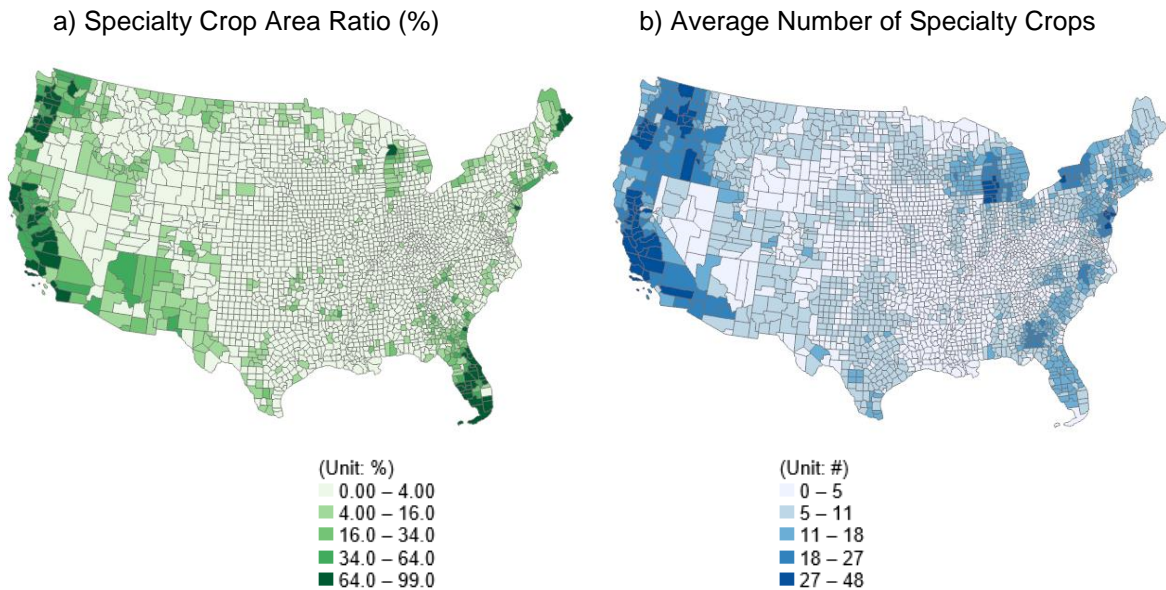 a) Specialty Crop Area Ratio (%)
b) Average Number of Specialty Crops
(Unit: %)
0.00 – 4.00
4.00 – 16.0
16.0 – 34.0
34.0 – 64.0
64.0 – 99.0
(Unit: #)
0 – 5
5 – 11
11 – 18
18 – 27
27 – 48